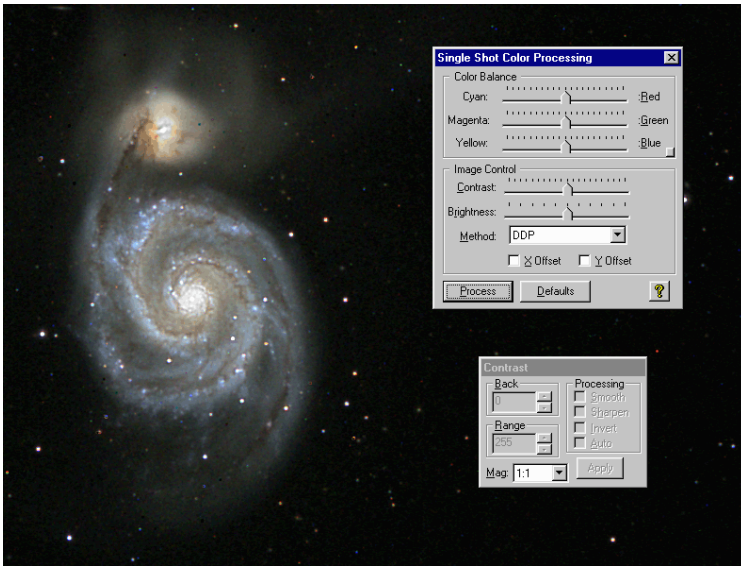 Single Shot Color Processing
Color Balance
Cyan: :Red
Magenta: :Green
Yellow: :Blue
Image Control
Contrast:
Brightness:
Method: DDP
X Offset Y Offset
Process Defaults ?
Contrast
Back Processing
0 Smooth
Sharpen
Range Invert
255 Auto
Mag: 1:1 Apply